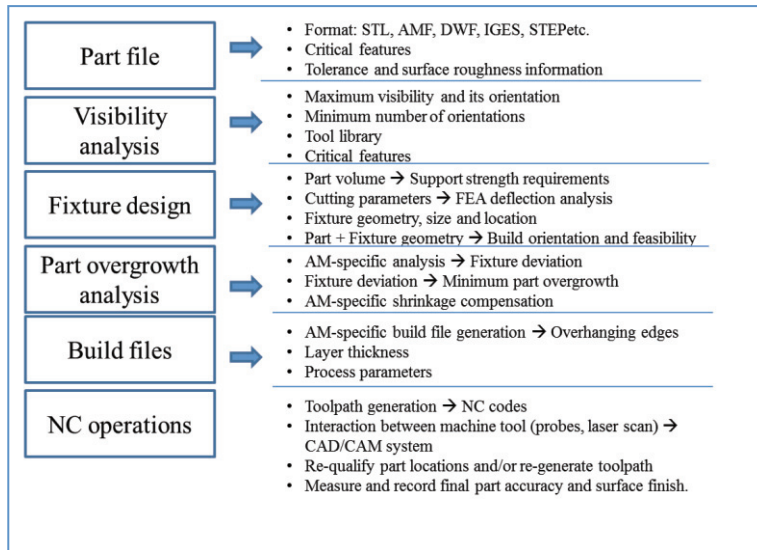 Part file
• Format: STL, AMF, DWF, IGES, STEPetc.
• Critical features
• Tolerance and surface roughness information
Visibility
analysis
• Maximum visibility and its orientation
• Minimum number of orientations
• Tool library
• Critical features
Fixture design
• Part volume → Support strength requirements
• Cutting parameters → FEA deflection analysis
• Fixture geometry, size and location
• Part + Fixture geometry → Build orientation and feasibility
Part overgrowth
analysis
• AM-specific analysis → Fixture deviation
• Fixture deviation → Minimum part overgrowth
• AM-specific shrinkage compensation
Build files
• AM-specific build file generation → Overhanging edges
• Layer thickness
• Process parameters
NC operations
• Toolpath generation → NC codes
• Interaction between machine tool (probes, laser scan) →
CAD/CAM system
• Re-qualify part locations and/or re-generate toolpath
• Measure and record final part accuracy and surface finish.